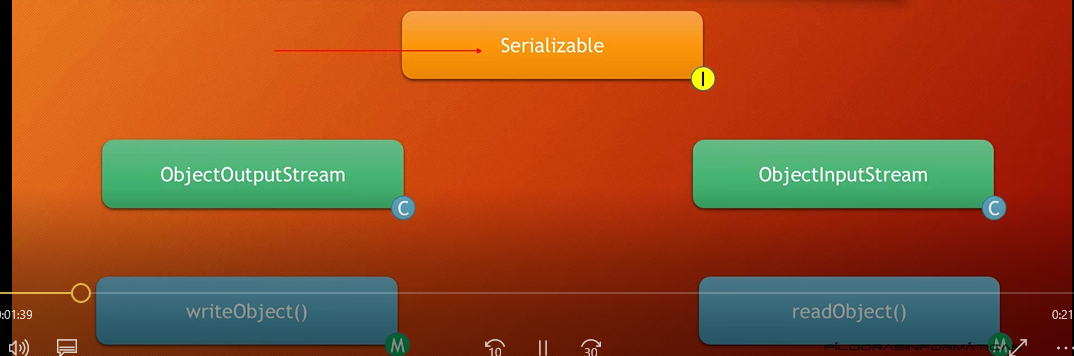 Serializable
I
ObjectOutputStream
C
ObjectInputStream
C
writeObject()
M
readObject()
M
0:01:39
0:21
10
30